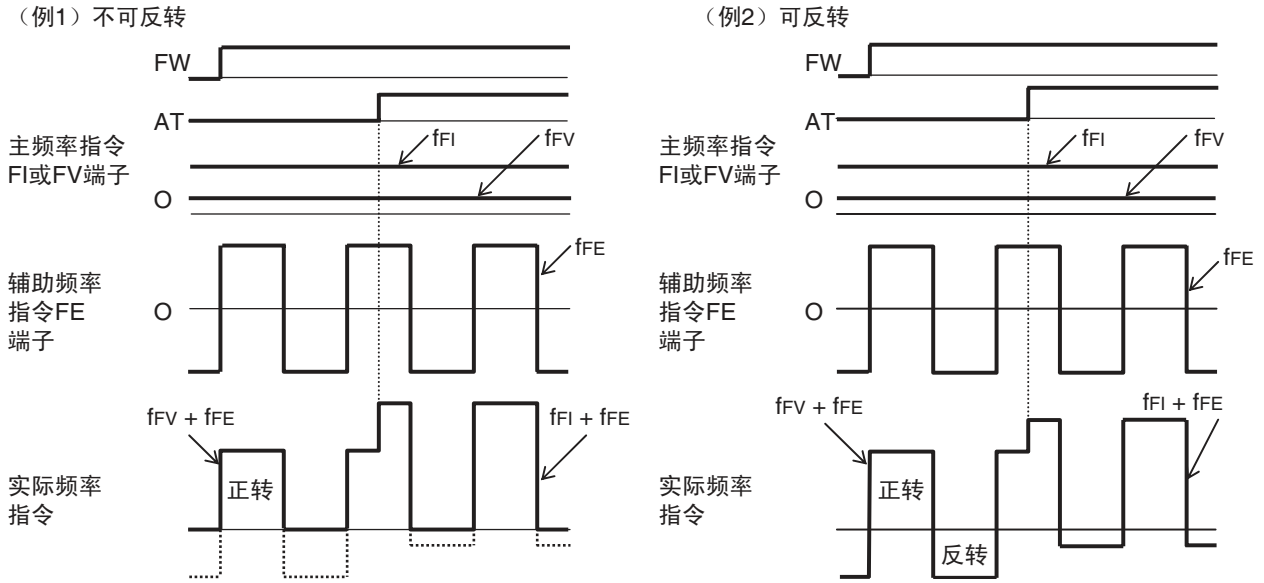 （例1）不可反转
FW
AT
主频率指令
FI或FV端子
fFI
fFV
O
辅助频率
指令FE
端子
O
fFE
fFV + fFE
fFI + fFE
实际频率
指令
正转
（例2）可反转
FW
AT
主频率指令
FI或FV端子
fFI
fFV
O
辅助频率
指令FE
端子
O
fFE
fFV + fFE
fFI + fFE
实际频率
指令
正转
反转